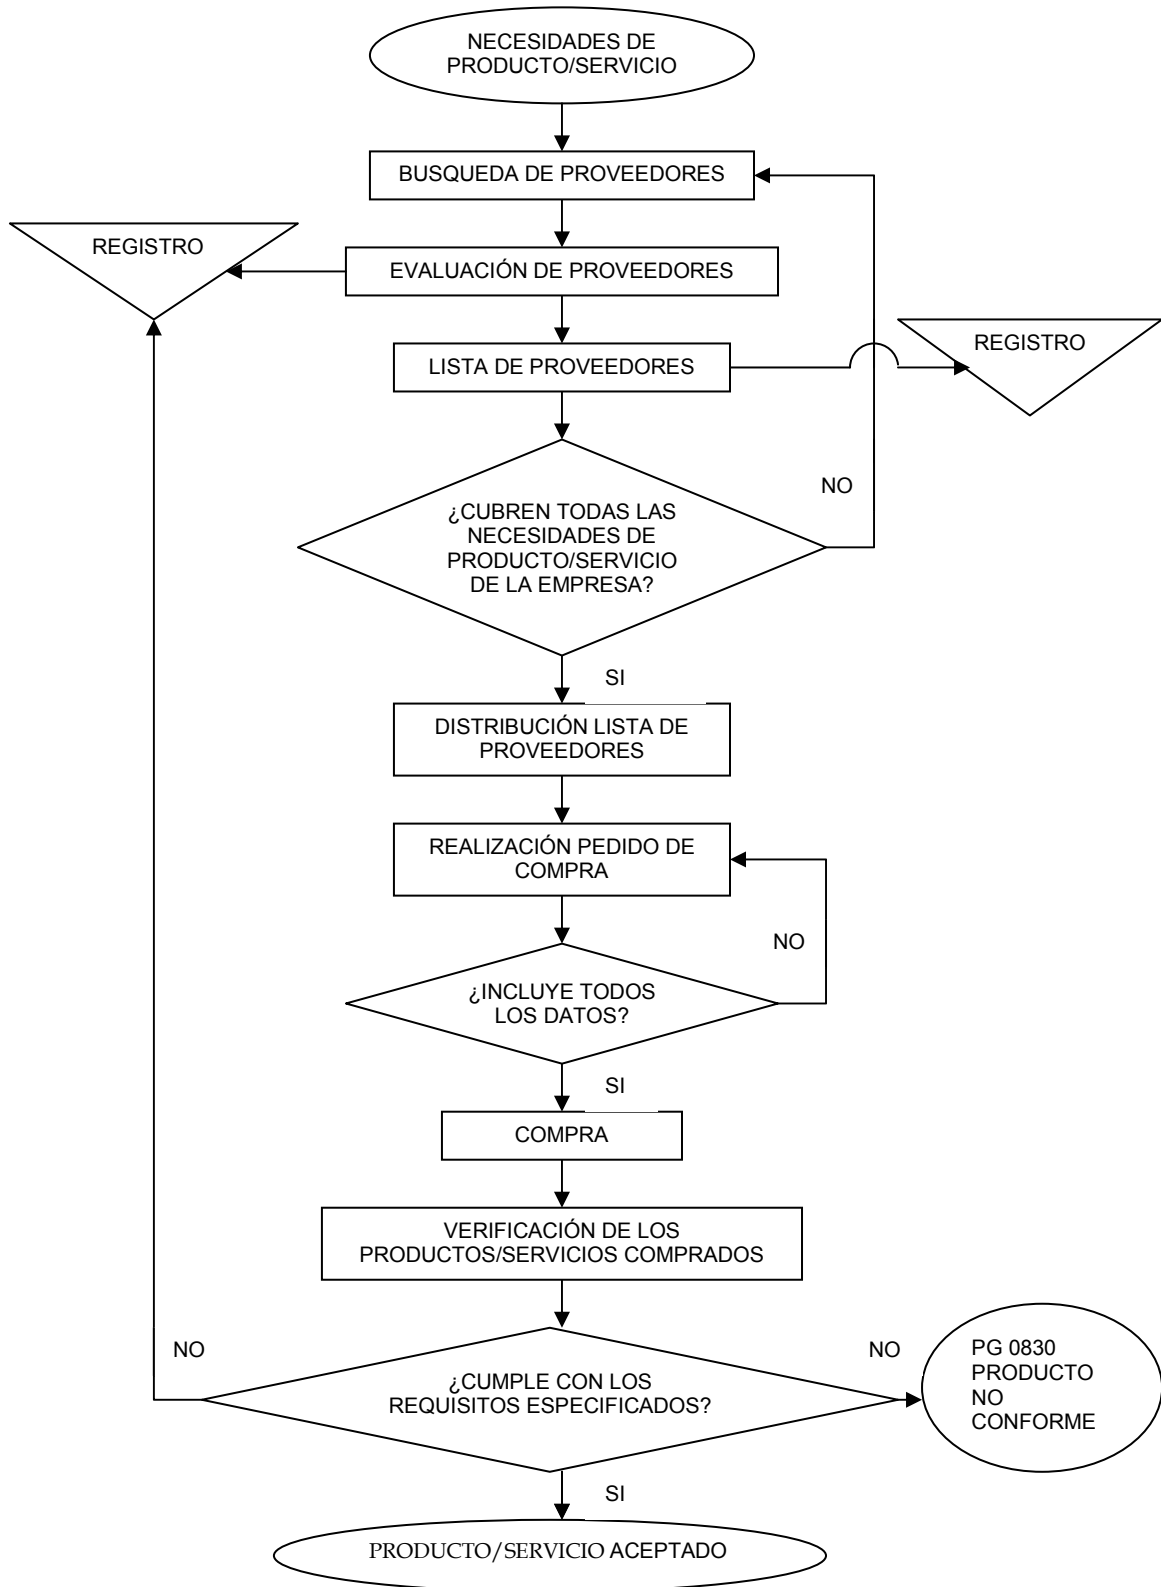 NECESIDADES DE
PRODUCTO/SERVICIO
BUSQUEDA DE PROVEEDORES
REGISTRO
EVALUACIÓN DE PROVEEDORES
REGISTRO
LISTA DE PROVEEDORES
NO
¿CUBREN TODAS LAS
NECESIDADES DE
PRODUCTO/SERVICIO
DE LA EMPRESA?
SI
DISTRIBUCIÓN LISTA DE
PROVEEDORES
REALIZACIÓN PEDIDO DE
COMPRA
NO
¿INCLUYE TODOS
LOS DATOS?
SI
COMPRA
VERIFICACIÓN DE LOS
PRODUCTOS/SERVICIOS COMPRADOS
NO
¿CUMPLE CON LOS
REQUISITOS ESPECIFICADOS?
NO
PG 0830
PRODUCTO
NO
CONFORME
SI
PRODUCTO/SERVICIO ACEPTADO